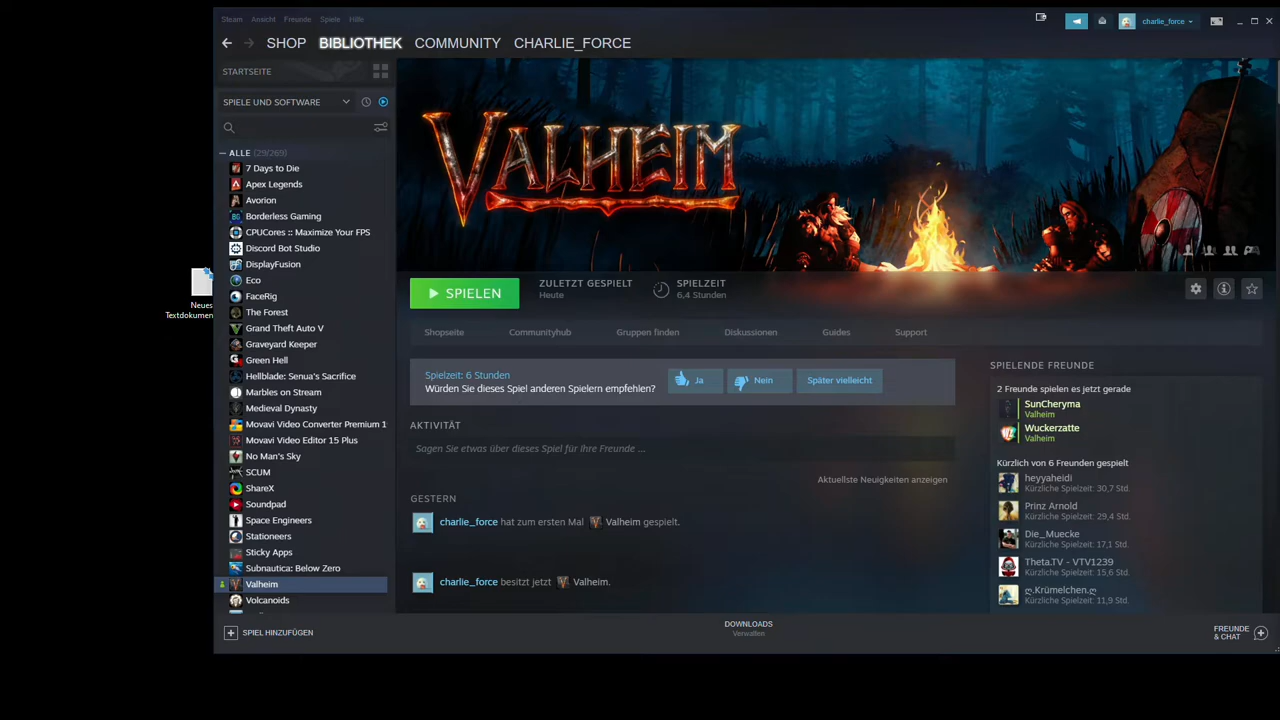 Steam Ansicht Freunde Spiele Hilfe
charlie_force
SHOP BIBLIOTHEK COMMUNITY CHARLIE_FORCE
STARTSEITE
SPIELE UND SOFTWARE
ALLE (29/269)
7 Days to Die
Apex Legends
Avorion
Borderless Gaming
CPUCores :: Maximize Your FPS
Discord Bot Studio
DisplayFusion
Eco
FaceRig
The Forest
Grand Theft Auto V
Graveyard Keeper
Green Hell
Hellblade: Senua's Sacrifice
Marbles on Stream
Medieval Dynasty
Movavi Video Converter Premium 1
Movavi Video Editor 15 Plus
No Man's Sky
SCUM
ShareX
Soundpad
Space Engineers
Stationeers
Sticky Apps
Subnautica: Below Zero
Valheim
Volcanoids
SPIEL HINZUFÜGEN
Neues
Textdokumen
VALHEIM
SPIELEN
ZULETZT GESPIELT
Heute
SPIELZEIT
6,4 Stunden
Shopseite Communityhub Gruppen finden Diskussionen Guides Support
Spielzeit: 6 Stunden
Würden Sie dieses Spiel anderen Spielern empfehlen?
Ja Nein Später vielleicht
AKTIVITÄT
Sagen Sie etwas über dieses Spiel für Ihre Freunde ...
Aktuellste Neuigkeiten anzeigen
GESTERN
charlie_force hat zum ersten Mal Valheim gespielt.
charlie_force besitzt jetzt Valheim.
SPIELENDE FREUNDE
2 Freunde spielen es jetzt gerade
SunCheryma
Valheim
Wuckerzatte
Valheim
Kürzlich von 6 Freunden gespielt
heyyaheidi
Kürzliche Spielzeit: 30,7 Std.
Prinz Arnold
Kürzliche Spielzeit: 29,4 Std.
Die_Muecke
Kürzliche Spielzeit: 17,1 Std.
Theta.TV - VTV1239
Kürzliche Spielzeit: 15,6 Std.
ღ.Krümelchen.ღ
Kürzliche Spielzeit: 11,9 Std.
DOWNLOADS
Verwalten
FREUNDE
& CHAT